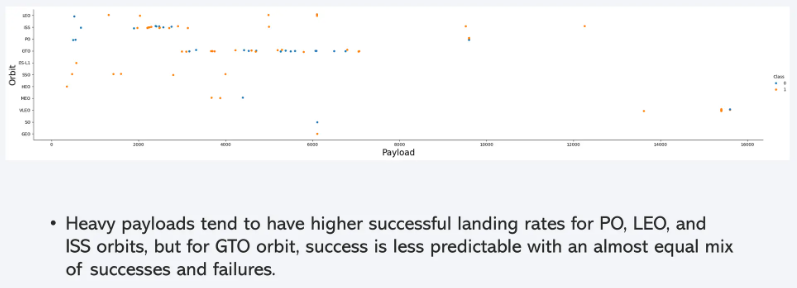 LEO
ISS
PO
GTO
ES-L1
SSO
HEO
MEO
VLEO
SO
GEO
Orbit
0 2000 4000 6000 8000 10000 12000 14000 16000
Payload
Class
0
1
• Heavy payloads tend to have higher successful landing rates for PO, LEO, and
ISS orbits, but for GTO orbit, success is less predictable with an almost equal mix
of successes and failures.